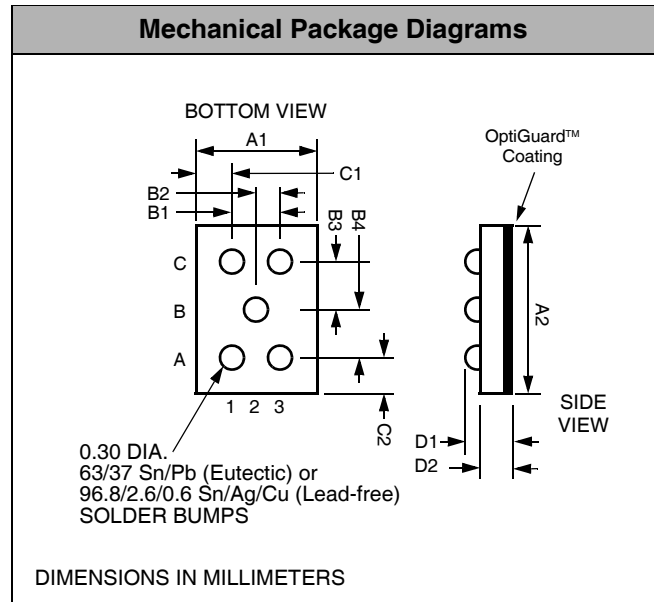 Mechanical Package Diagrams
BOTTOM VIEW
A1
C1
B2
B1
B3
B4
C
B
A
1 2 3
C2
0.30 DIA.
63/37 Sn/Pb (Eutectic) or
96.8/2.6/0.6 Sn/Ag/Cu (Lead-free)
SOLDER BUMPS
OptiGuard™
Coating
A2
SIDE
VIEW
D1
D2
DIMENSIONS IN MILLIMETERS